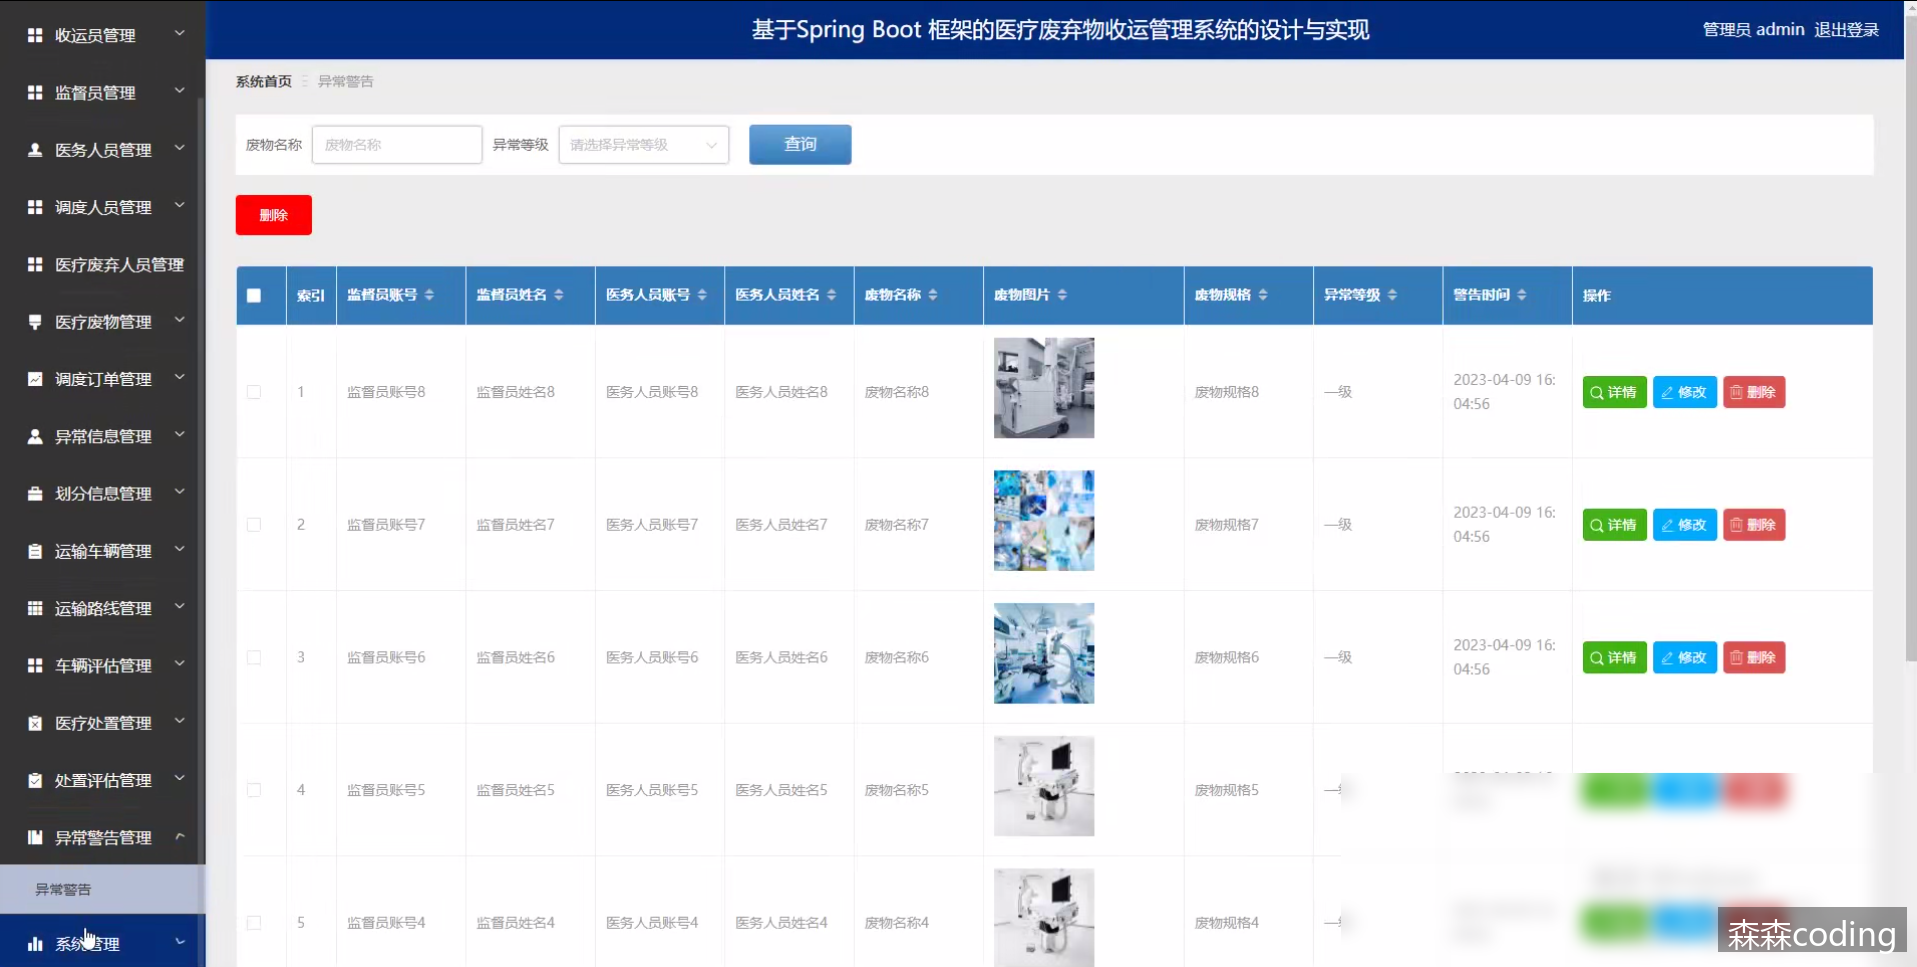 基于Spring Boot 框架的医疗废弃物收运管理系统的设计与实现
管理员 admin 退出登录
收运员管理
监督员管理
医务人员管理
调度人员管理
医疗废弃人员管理
医疗废物管理
调度订单管理
异常信息管理
划分信息管理
运输车辆管理
运输路线管理
车辆评估管理
医疗处置管理
处置评估管理
异常警告管理
异常警告
系统管理
系统首页 异常警告
废物名称 废物名称 异常等级 请选择异常等级 查询
删除
索引 监督员账号 监督员姓名 医务人员账号 医务人员姓名 废物名称 废物图片 废物规格 异常等级 警告时间 操作
1 监督员账号8 监督员姓名8 医务人员账号8 医务人员姓名8 废物名称8 废物规格8 一级 2023-04-09 16:
04:56
详情 修改 删除
2 监督员账号7 监督员姓名7 医务人员账号7 医务人员姓名7 废物名称7 废物规格7 一级 2023-04-09 16:
04:56
详情 修改 删除
3 监督员账号6 监督员姓名6 医务人员账号6 医务人员姓名6 废物名称6 废物规格6 一级 2023-04-09 16:
04:56
详情 修改 删除
4 监督员账号5 监督员姓名5 医务人员账号5 医务人员姓名5 废物名称5 废物规格5 一
5 监督员账号4 监督员姓名4 医务人员账号4 医务人员姓名4 废物名称4 废物规格4 一
森森coding